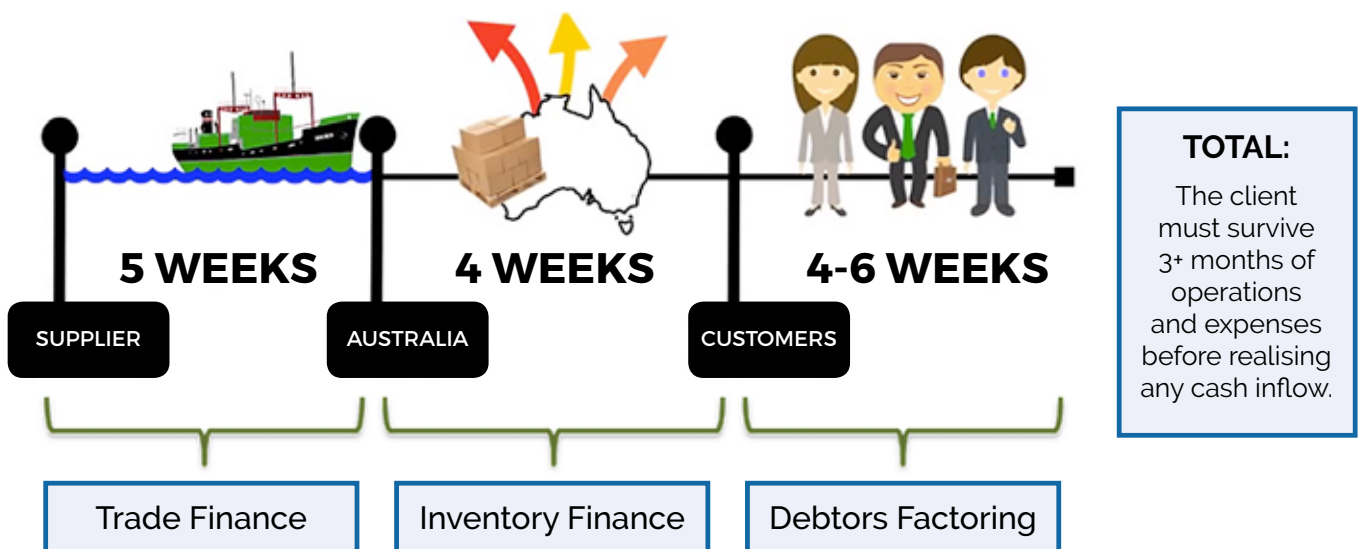 5 WEEKS
4 WEEKS
4-6 WEEKS
SUPPLIER
AUSTRALIA
CUSTOMERS
Trade Finance
Inventory Finance
Debtors Factoring
TOTAL:
The client
must survive
3+ months of
operations
and expenses
before realising
any cash inflow.